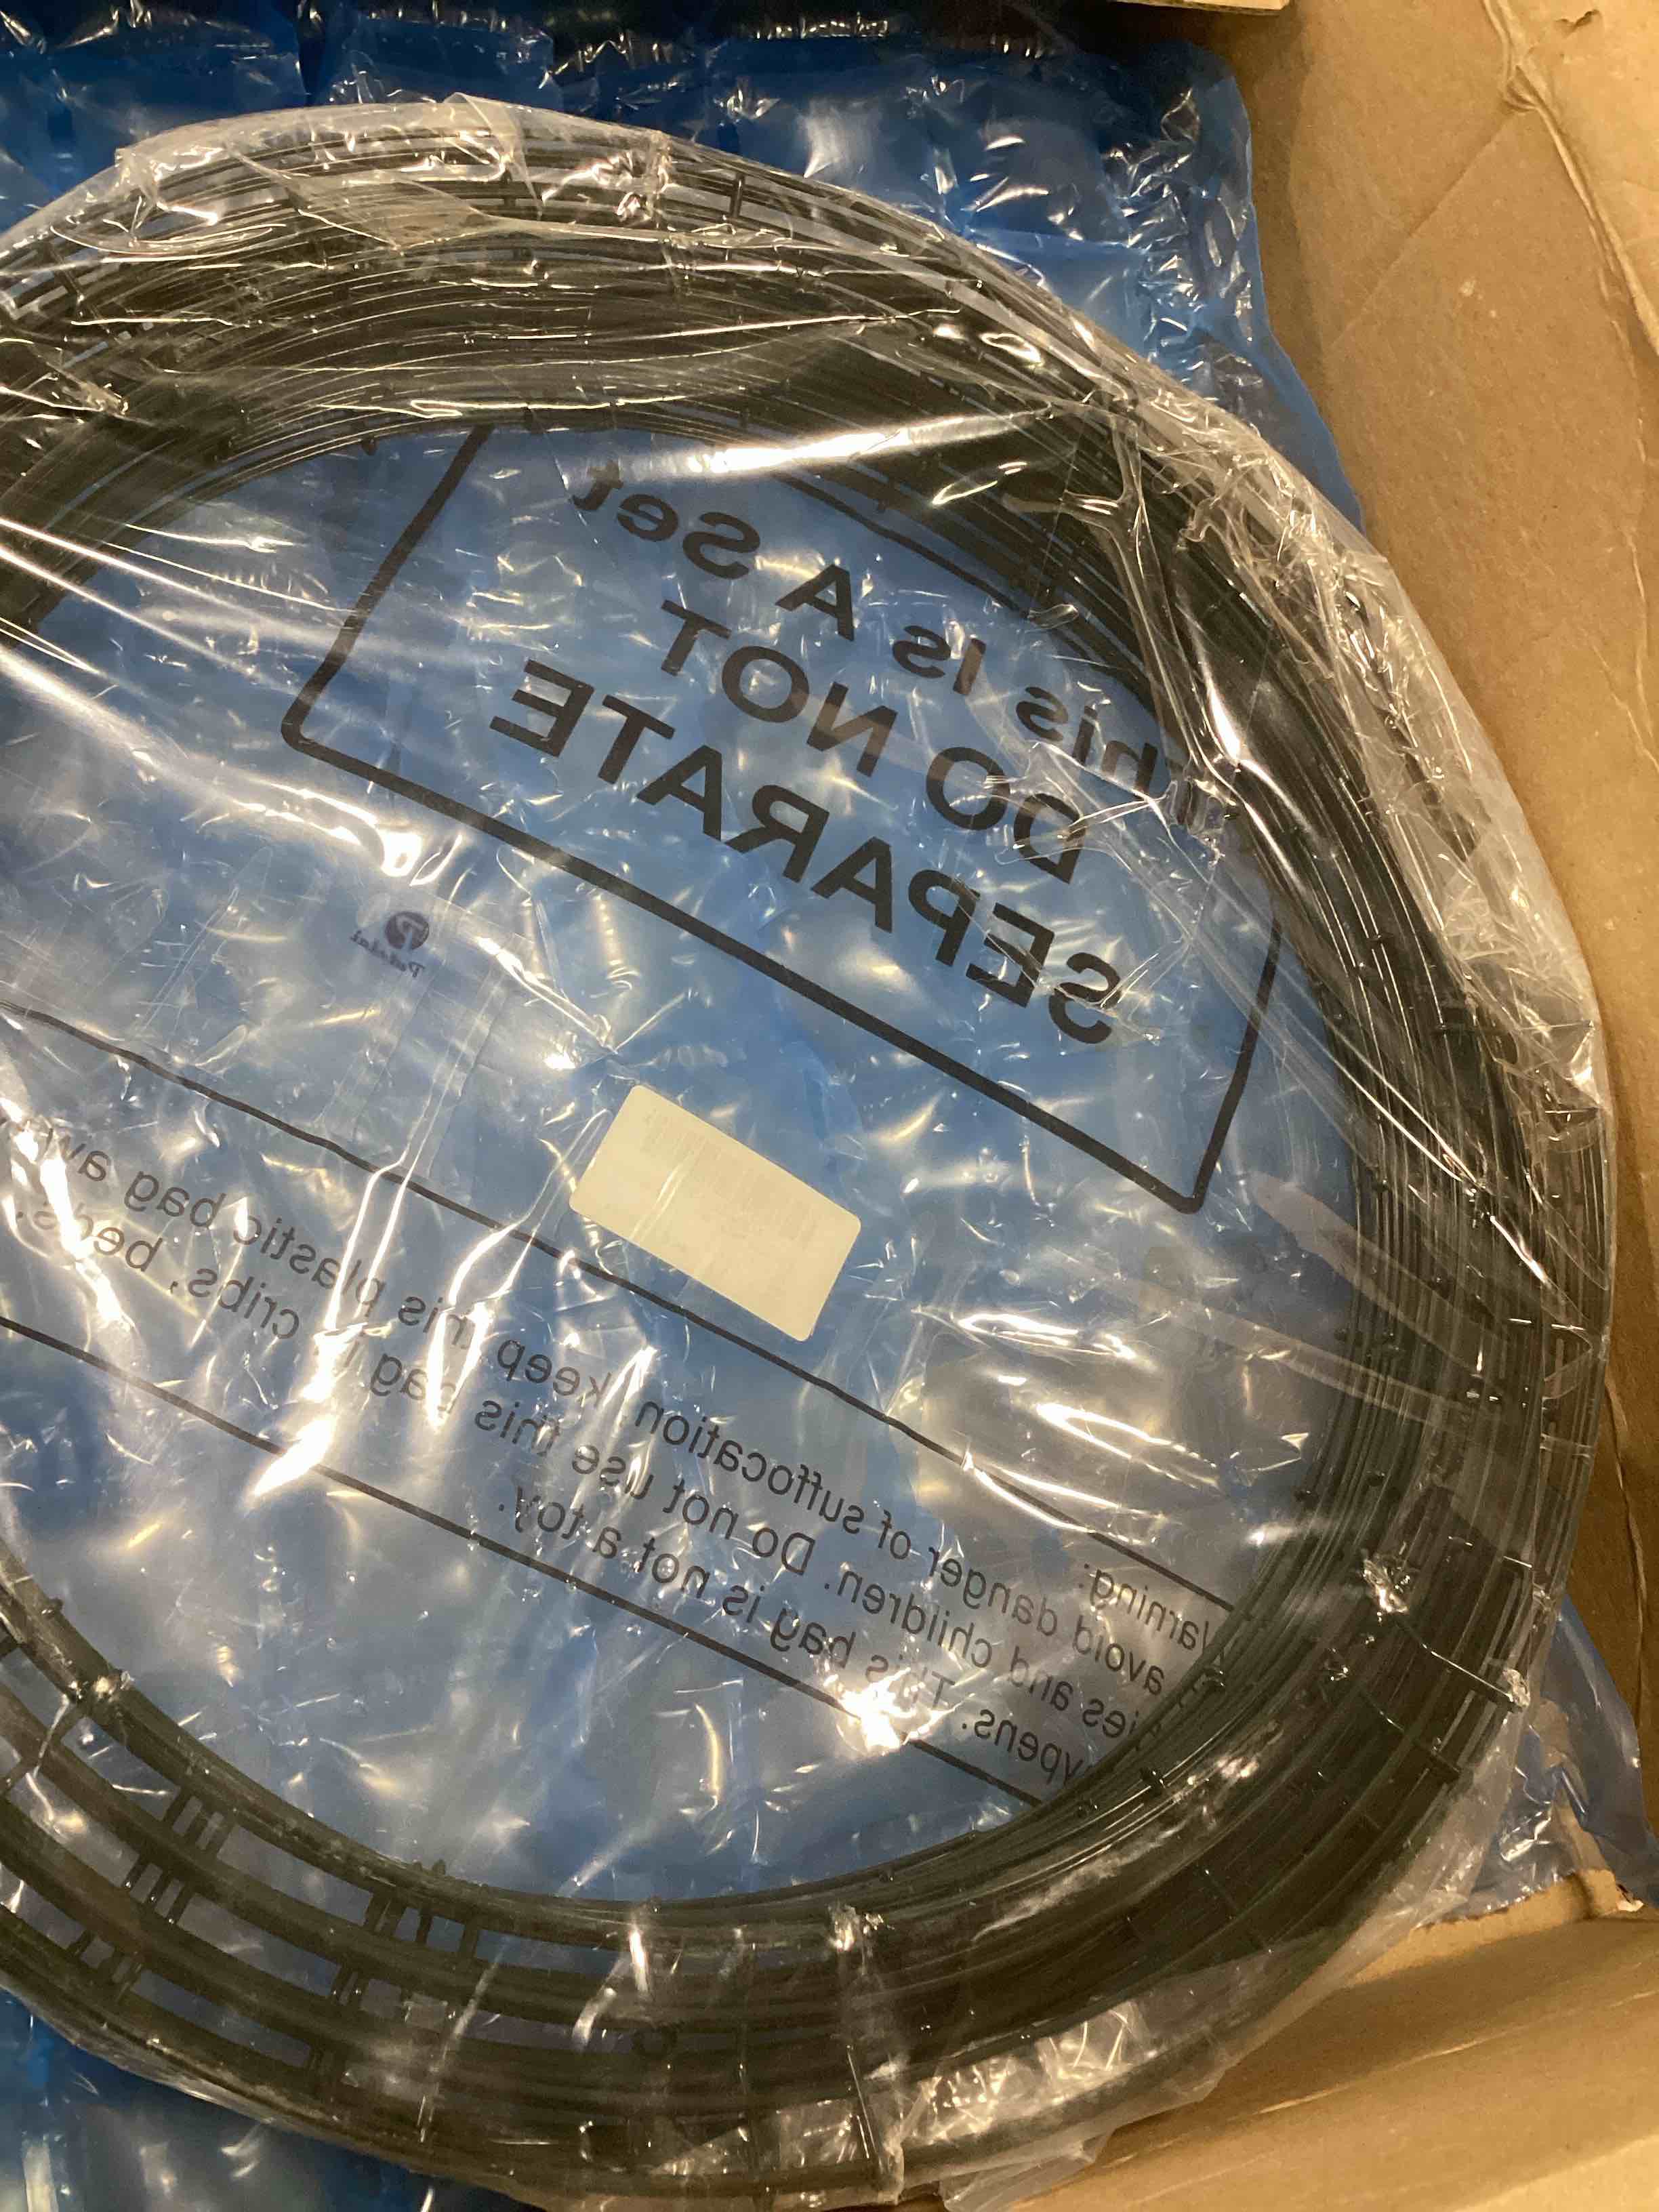 his Is A Set
DO NOT
SEPARATE
arning:
avoid danger of suffocation, keep this plastic bag aw
ies and children. Do not use this bag in cribs, beds,
ypens. This bag is not a toy.